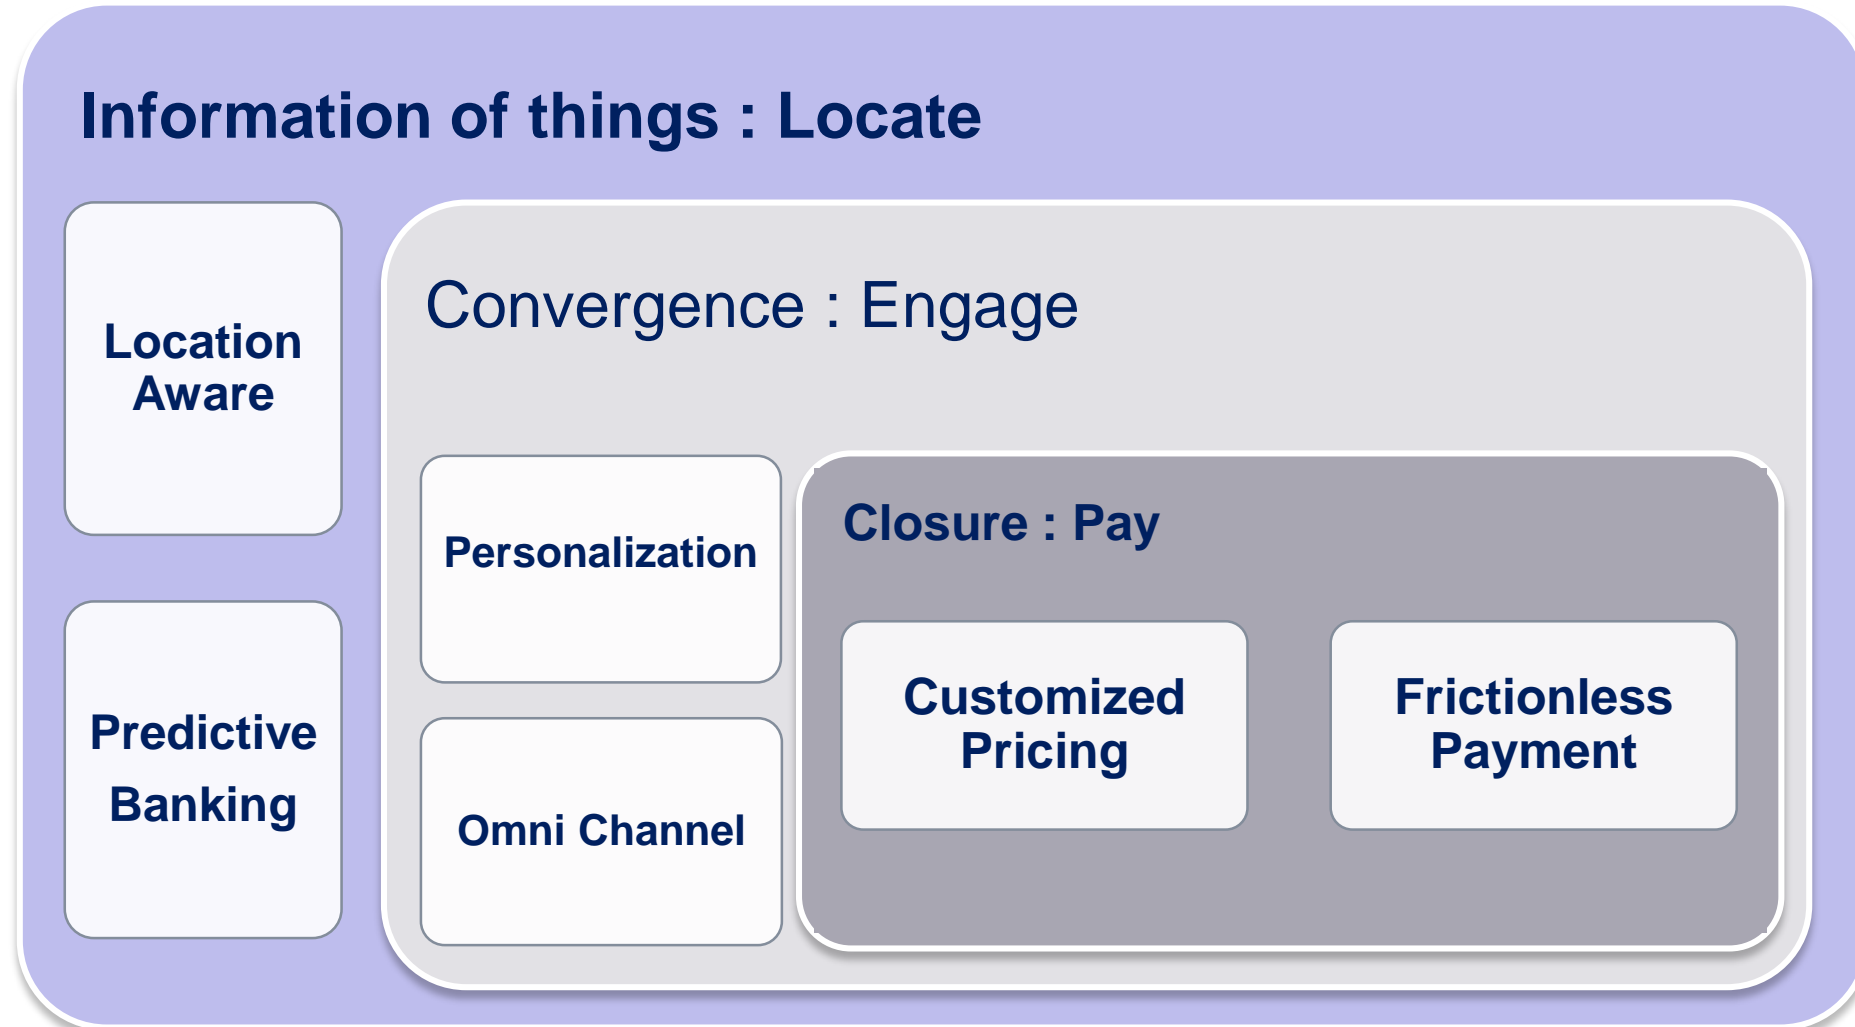 Information of things : Locate
Location
Aware
Predictive
Banking
Convergence : Engage
Personalization
Omni Channel
Closure : Pay
Customized
Pricing
Frictionless
Payment